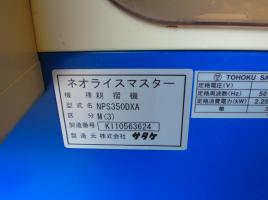 ネオライスマスター
機種 籾摺機
型式名 NPS350DXA
区分 M(3)
製造番号 K110563624
製造元 株式会社 サタケ
TOHOKU SA
定格電圧(V)
定格周波数(Hz) 50
定格消費電力(kW) 2.25